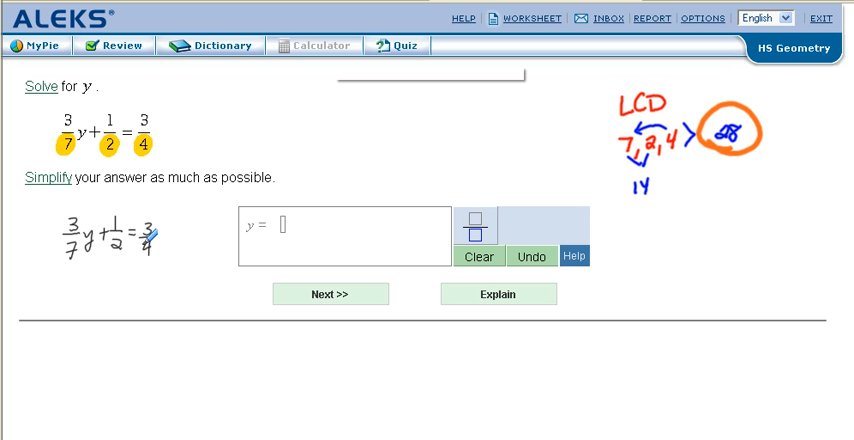 ALEKS®
HELP | WORKSHEET | INBOX | REPORT | OPTIONS | English | EXIT
MyPie Review Dictionary Calculator Quiz HS Geometry
Solve for y .
3/7 y + 1/2 = 3/4
Simplify your answer as much as possible.
LCD
7, 2, 4 > 28
14
3/7 y + 1/2 = 3/4
y =
Clear Undo Help
Next >> Explain